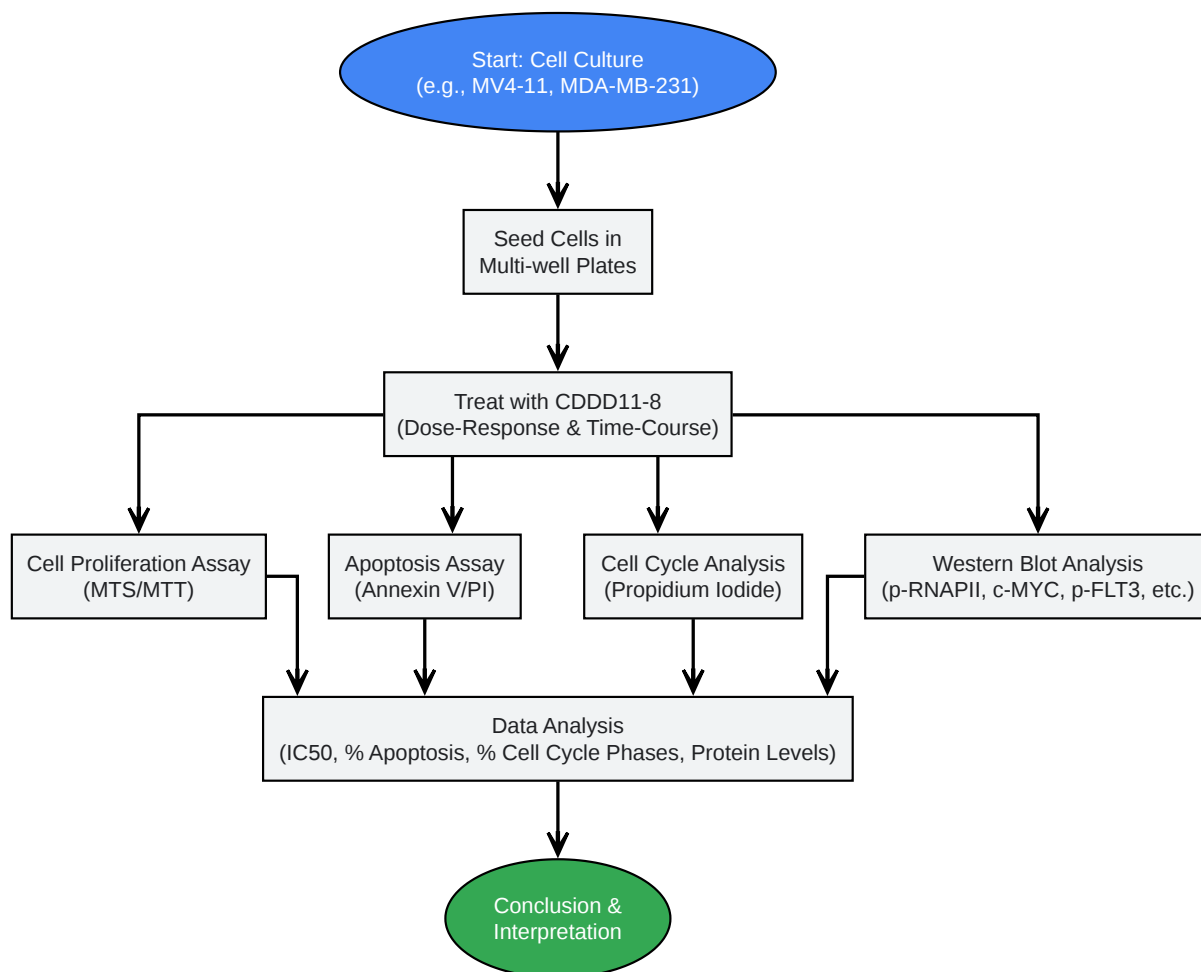 Start: Cell Culture
(e.g., MV4-11, MDA-MB-231)
Seed Cells in
Multi-well Plates
Treat with CDDD11-8
(Dose-Response & Time-Course)
Cell Proliferation Assay
(MTS/MTT)
Apoptosis Assay
(Annexin V/PI)
Cell Cycle Analysis
(Propidium Iodide)
Western Blot Analysis
(p-RNAPII, c-MYC, p-FLT3, etc.)
Data Analysis
(IC50, % Apoptosis, % Cell Cycle Phases, Protein Levels)
Conclusion &
Interpretation